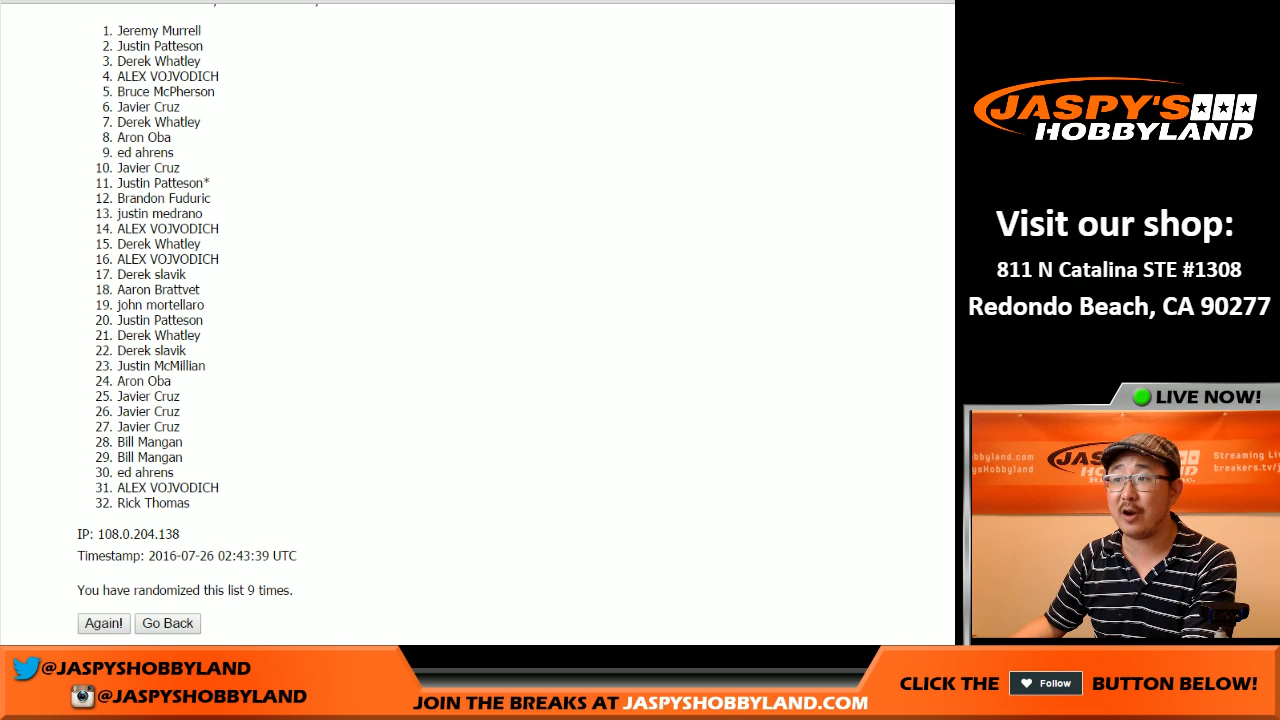 1. Jeremy Murrell
2. Justin Patteson
3. Derek Whatley
4. ALEX VOJVODICH
5. Bruce McPherson
6. Javier Cruz
7. Derek Whatley
8. Aron Oba
9. ed ahrens
10. Javier Cruz
11. Justin Patteson*
12. Brandon Fuduric
13. justin medrano
14. ALEX VOJVODICH
15. Derek Whatley
16. ALEX VOJVODICH
17. Derek slavik
18. Aaron Brattvet
19. john mortellaro
20. Justin Patteson
21. Derek Whatley
22. Derek slavik
23. Justin McMillian
24. Aron Oba
25. Javier Cruz
26. Javier Cruz
27. Javier Cruz
28. Bill Mangan
29. Bill Mangan
30. ed ahrens
31. ALEX VOJVODICH
32. Rick Thomas
IP: 108.0.204.138
Timestamp: 2016-07-26 02:43:39 UTC
You have randomized this list 9 times.
Again! Go Back
JASPY'S
HOBBYLAND
Visit our shop:
811 N Catalina STE #1308
Redondo Beach, CA 90277
LIVE NOW!
Streaming
breakers.tv/j
@JASPYSHOBBYLAND
@JASPYSHOBBYLAND
JOIN THE BREAKS AT JASPYSHOBBYLAND.COM
CLICK THE Follow BUTTON BELOW!